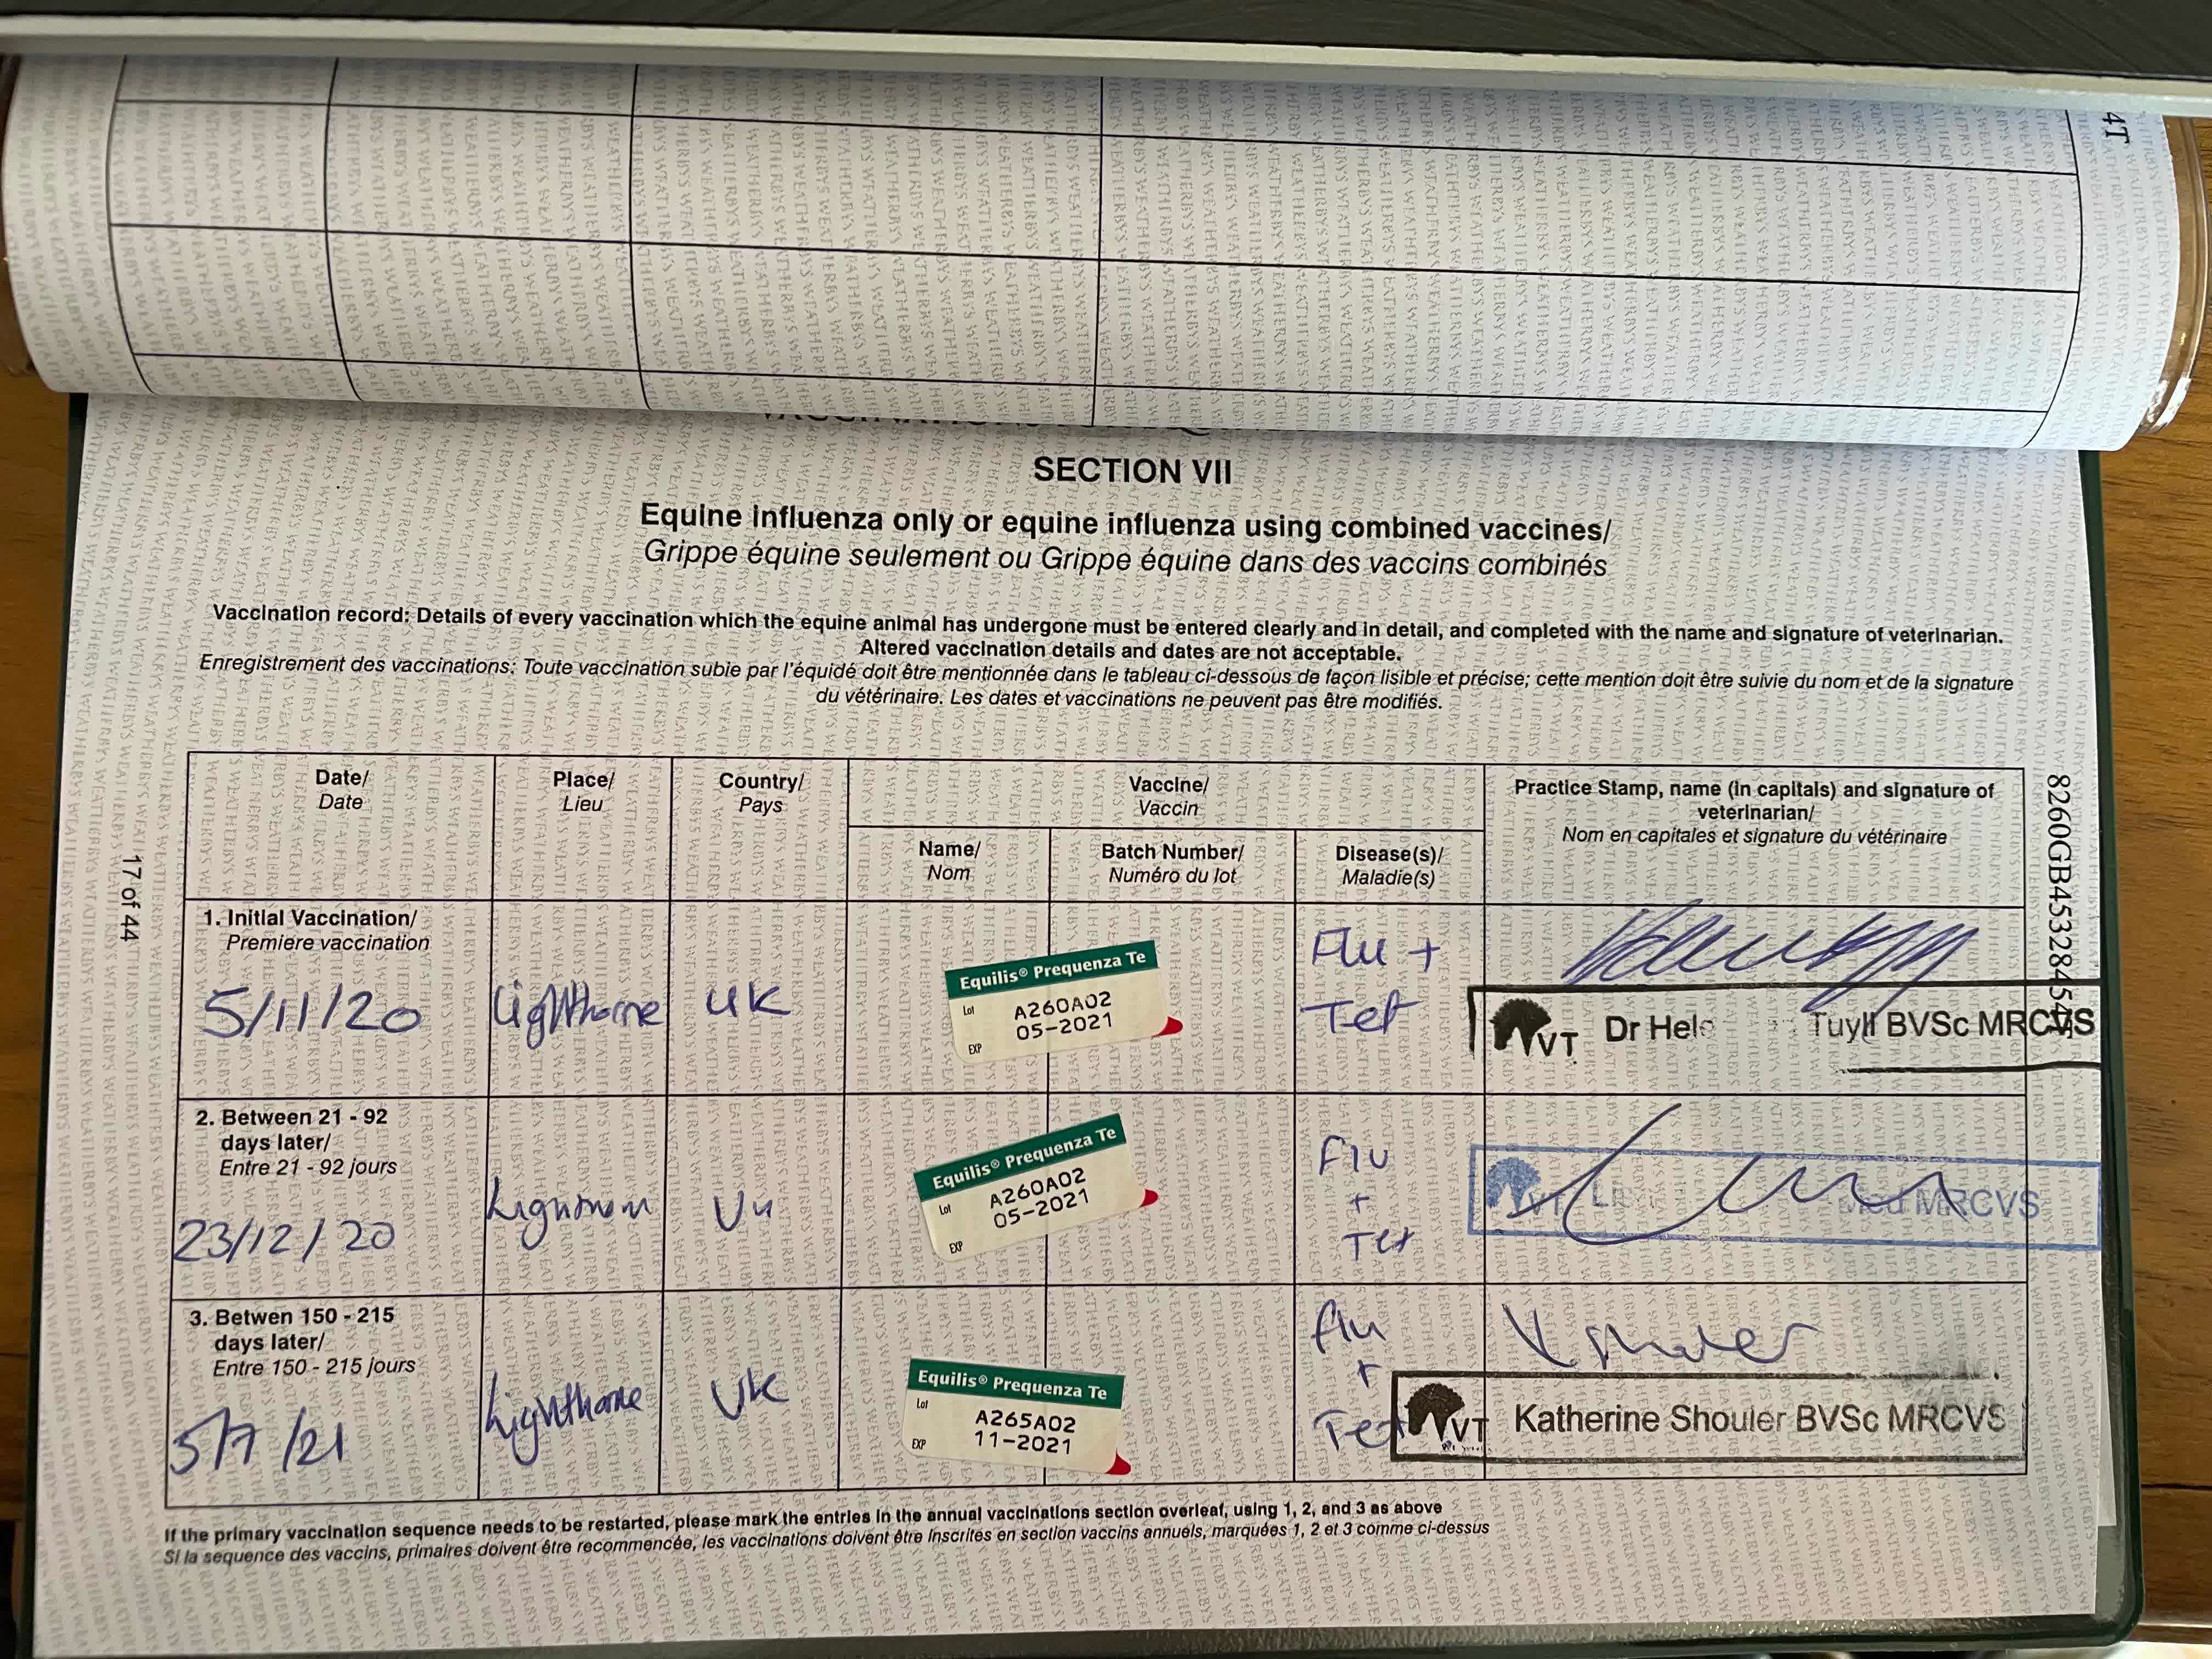 4T
SECTION VII
Equine influenza only or equine influenza using combined vaccines/
Grippe équine seulement ou Grippe équine dans des vaccins combinés
Vaccination record: Details of every vaccination which the equine animal has undergone must be entered clearly and in detail, and completed with the name and signature of veterinarian.
Altered vaccination details and dates are not acceptable.
Enregistrement des vaccinations: Toute vaccination subie par l'équidé doit être mentionnée dans le tableau ci-dessous de façon lisible et précise; cette mention doit être suivie du nom et de la signature
du vétérinaire. Les dates et vaccinations ne peuvent pas être modifiés.
Date/
Date
Place/
Lieu
Country/
Pays
Vaccine/
Vaccin
Practice Stamp, name (in capitals) and signature of
veterinarian/
Nom en capitales et signature du vétérinaire
Name/
Nom
Batch Number/
Numéro du lot
Disease(s)/
Maladie(s)
1. Initial Vaccination/
Premiere vaccination
5/11/20
Lighthorne
UK
Equilis® Prequenza Te
Lot A260A02
05-2021
EXP
Flu +
Tet
VT Dr Tuyll BVSc MRCVS
2. Between 21 - 92
days later/
Entre 21 - 92 jours
23/12/20
UK
Equilis® Prequenza Te
Lot A260A02
05-2021
EXP
Flu
+
Tet
VT MRCVS
3. Betwen 150 - 215
days later/
Entre 150 - 215 jours
5/7/21
Lighthorne
UK
Equilis® Prequenza Te
Lot A265A02
EXP 11-2021
Flu
+
Tet
VT Katherine Shouler BVSc MRCVS
If the primary vaccination sequence needs to be restarted, please mark the entries in the annual vaccinations section overleaf, using 1, 2, and 3 as above
Si la sequence des vaccins, primaires doivent être recommencée, les vaccinations doivent être inscrites en section vaccins annuels, marquées 1, 2 et 3 comme ci-dessus
17 of 44
WEATHERBYS